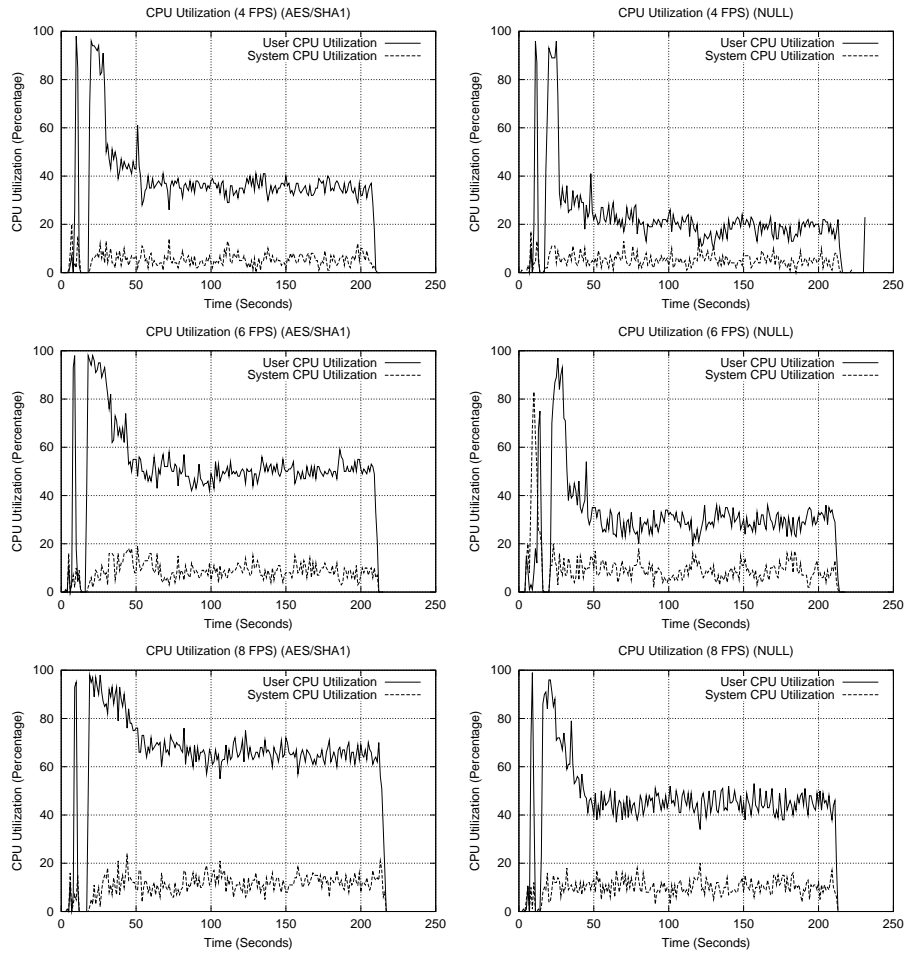 CPU Utilization (4 FPS) (AES/SHA1)
User CPU Utilization
System CPU Utilization
CPU Utilization (Percentage)
100
80
60
40
20
0
0 50 100 150 200 250
Time (Seconds)
CPU Utilization (4 FPS) (NULL)
User CPU Utilization
System CPU Utilization
CPU Utilization (Percentage)
100
80
60
40
20
0
0 50 100 150 200 250
Time (Seconds)
CPU Utilization (6 FPS) (AES/SHA1)
User CPU Utilization
System CPU Utilization
CPU Utilization (Percentage)
100
80
60
40
20
0
0 50 100 150 200 250
Time (Seconds)
CPU Utilization (6 FPS) (NULL)
User CPU Utilization
System CPU Utilization
CPU Utilization (Percentage)
100
80
60
40
20
0
0 50 100 150 200 250
Time (Seconds)
CPU Utilization (8 FPS) (AES/SHA1)
User CPU Utilization
System CPU Utilization
CPU Utilization (Percentage)
100
80
60
40
20
0
0 50 100 150 200 250
Time (Seconds)
CPU Utilization (8 FPS) (NULL)
User CPU Utilization
System CPU Utilization
CPU Utilization (Percentage)
100
80
60
40
20
0
0 50 100 150 200 250
Time (Seconds)